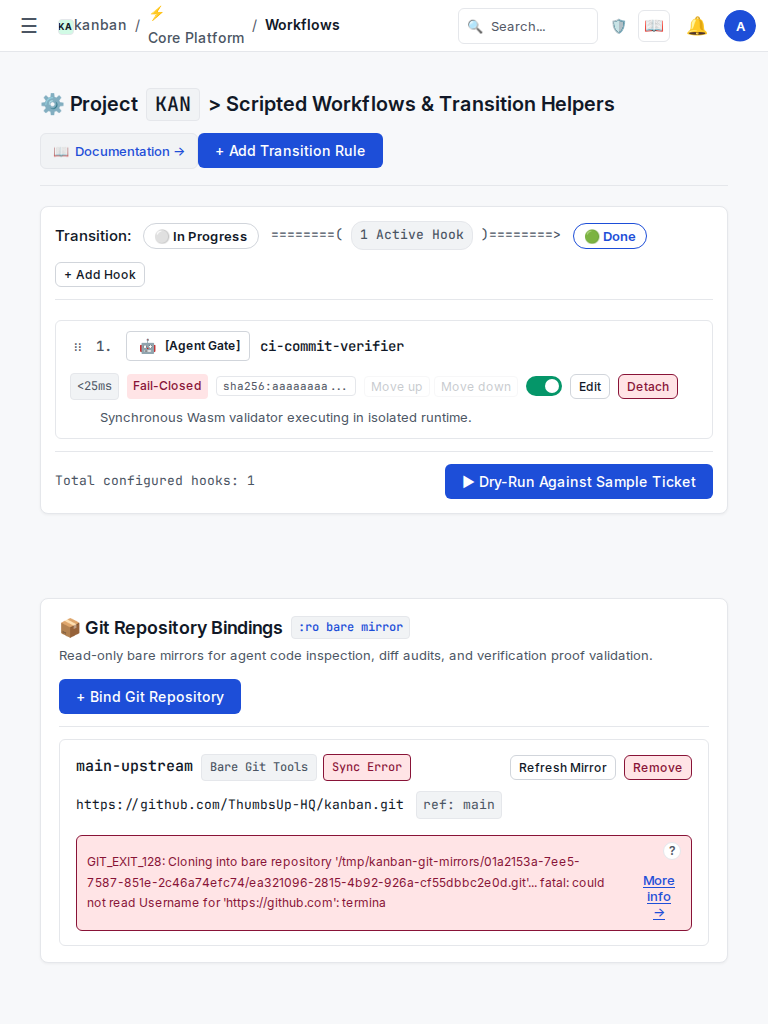 KA kanban / Core Platform / Workflows
Search...
A
Project KAN > Scripted Workflows & Transition Helpers
Documentation →
+ Add Transition Rule
Transition: In Progress ========( 1 Active Hook )========> Done
+ Add Hook
1. [Agent Gate] ci-commit-verifier
<25ms Fail-Closed sha256:aaaaaaaa... Move up Move down Edit Detach
Synchronous Wasm validator executing in isolated runtime.
Total configured hooks: 1
▶ Dry-Run Against Sample Ticket
Git Repository Bindings :ro bare mirror
Read-only bare mirrors for agent code inspection, diff audits, and verification proof validation.
+ Bind Git Repository
main-upstream Bare Git Tools Sync Error Refresh Mirror Remove
https://github.com/ThumbsUp-HQ/kanban.git ref: main
?
GIT_EXIT_128: Cloning into bare repository '/tmp/kanban-git-mirrors/01a2153a-7ee5-
7587-851e-2c46a74efc74/ea321096-2815-4b92-926a-cf55dbbc2e0d.git'... fatal: could
not read Username for 'https://github.com': termina
More
info
→